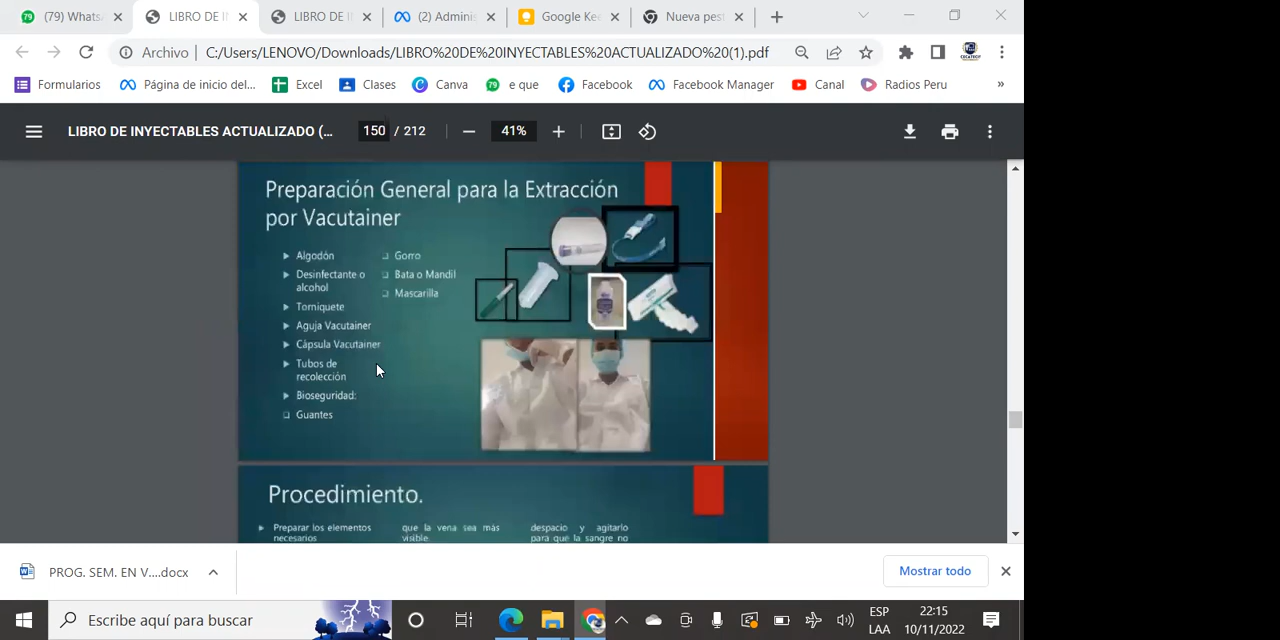 (79) Whats
LIBRO DE I
LIBRO DE I
(2) Adminis
Google Kee
Nueva pest
Archivo
C:/Users/LENOVO/Downloads/LIBRO%20DE%20INYECTABLES%20ACTUALIZADO%20(1).pdf
Formularios
Página de inicio del...
Excel
Clases
Canva
79
e que
Facebook
Facebook Manager
Canal
Radios Peru
»
LIBRO DE INYECTABLES ACTUALIZADO (...
150 / 212
41%
Preparación General para la Extracción
por Vacutainer
Algodón
Desinfectante o
alcohol
Torniquete
Aguja Vacutainer
Cápsula Vacutainer
Tubos de
recolección
Bioseguridad:
Guantes
Gorro
Bata o Mandil
Mascarilla
Procedimiento.
Preparar los elementos
necesarios
que la vena sea más
visible.
despacio y agitarlo
para que la sangre no
PROG. SEM. EN V....docx
Mostrar todo
Escribe aquí para buscar
ESP
LAA
22:15
10/11/2022